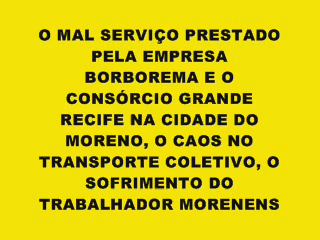 O MAL SERVIÇO PRESTADO
PELA EMPRESA
BORBOREMA E O
CONSÓRCIO GRANDE
RECIFE NA CIDADE DO
MORENO, O CAOS NO
TRANSPORTE COLETIVO, O
SOFRIMENTO DO
TRABALHADOR MORENENS